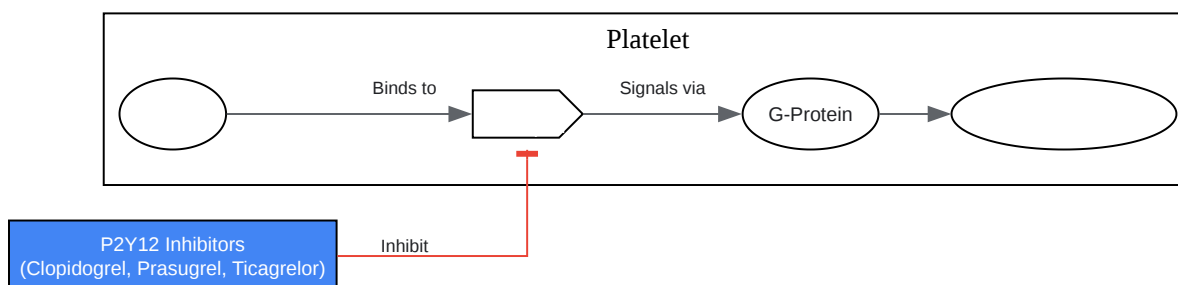 Platelet
Binds to
Signals via
G-Protein
P2Y12 Inhibitors
(Clopidogrel, Prasugrel, Ticagrelor)
Inhibit